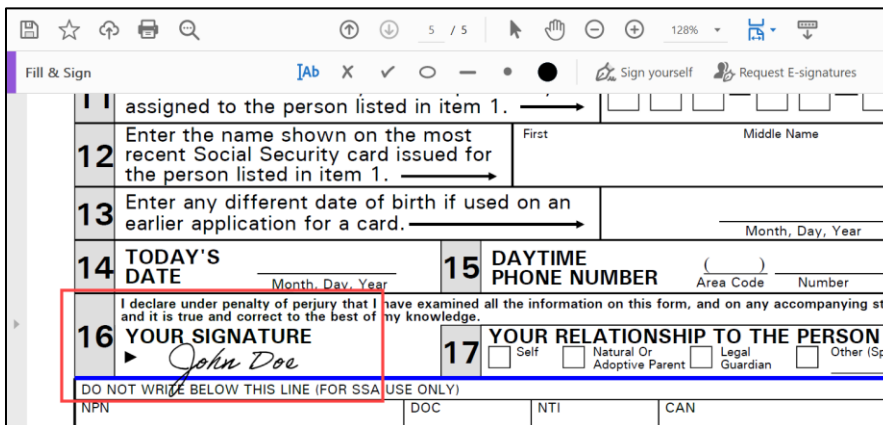 5 / 5
128%
Fill & Sign
Ab
Sign yourself
Request E-signatures
11
assigned to the person listed in item 1.
12
Enter the name shown on the most
recent Social Security card issued for
the person listed in item 1.
First
Middle Name
13
Enter any different date of birth if used on an
earlier application for a card.
Month, Day, Year
14
TODAY'S
DATE
Month, Day, Year
15
DAYTIME
PHONE NUMBER
( )
Area Code
Number
I declare under penalty of perjury that I have examined all the information on this form, and on any accompanying
and it is true and correct to the best of my knowledge.
16
YOUR SIGNATURE
John Doe
17
YOUR RELATIONSHIP TO THE PERSON
Self
Natural Or
Adoptive Parent
Legal
Guardian
Other
DO NOT WRITE BELOW THIS LINE (FOR SSA USE ONLY)
NPN
DOC
NTI
CAN